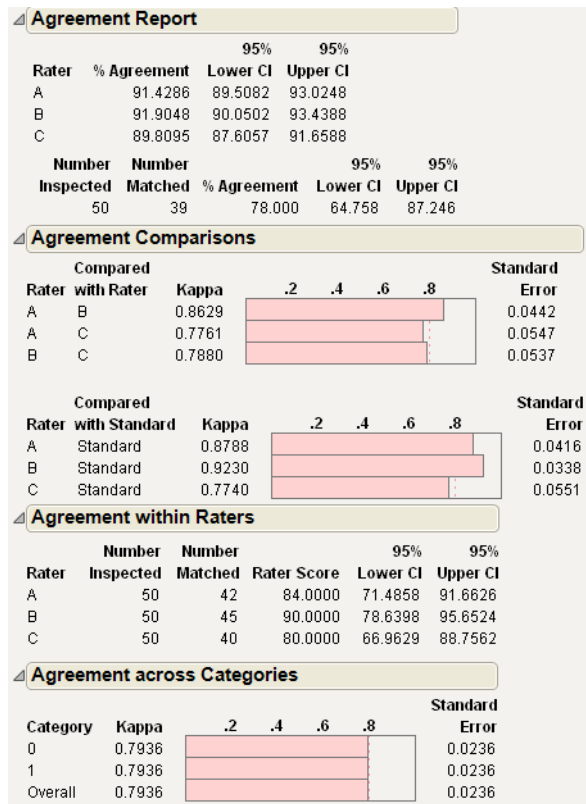 Agreement Report
95% 95%
Rater % Agreement Lower CI Upper CI
A 91.4286 89.5082 93.0248
B 91.9048 90.0502 93.4388
C 89.8095 87.6057 91.6588
Number Number 95% 95%
Inspected Matched % Agreement Lower CI Upper CI
50 39 78.000 64.758 87.246
Agreement Comparisons
Compared Standard
Rater with Rater Kappa .2 .4 .6 .8 Error
A B 0.8629 0.0442
A C 0.7761 0.0547
B C 0.7880 0.0537
Compared Standard
Rater with Standard Kappa .2 .4 .6 .8 Error
A Standard 0.8788 0.0416
B Standard 0.9230 0.0338
C Standard 0.7740 0.0551
Agreement within Raters
Number Number 95% 95%
Rater Inspected Matched Rater Score Lower CI Upper CI
A 50 42 84.0000 71.4858 91.6626
B 50 45 90.0000 78.6398 95.6524
C 50 40 80.0000 66.9629 88.7562
Agreement across Categories
Standard
Category Kappa .2 .4 .6 .8 Error
0 0.7936 0.0236
1 0.7936 0.0236
Overall 0.7936 0.0236